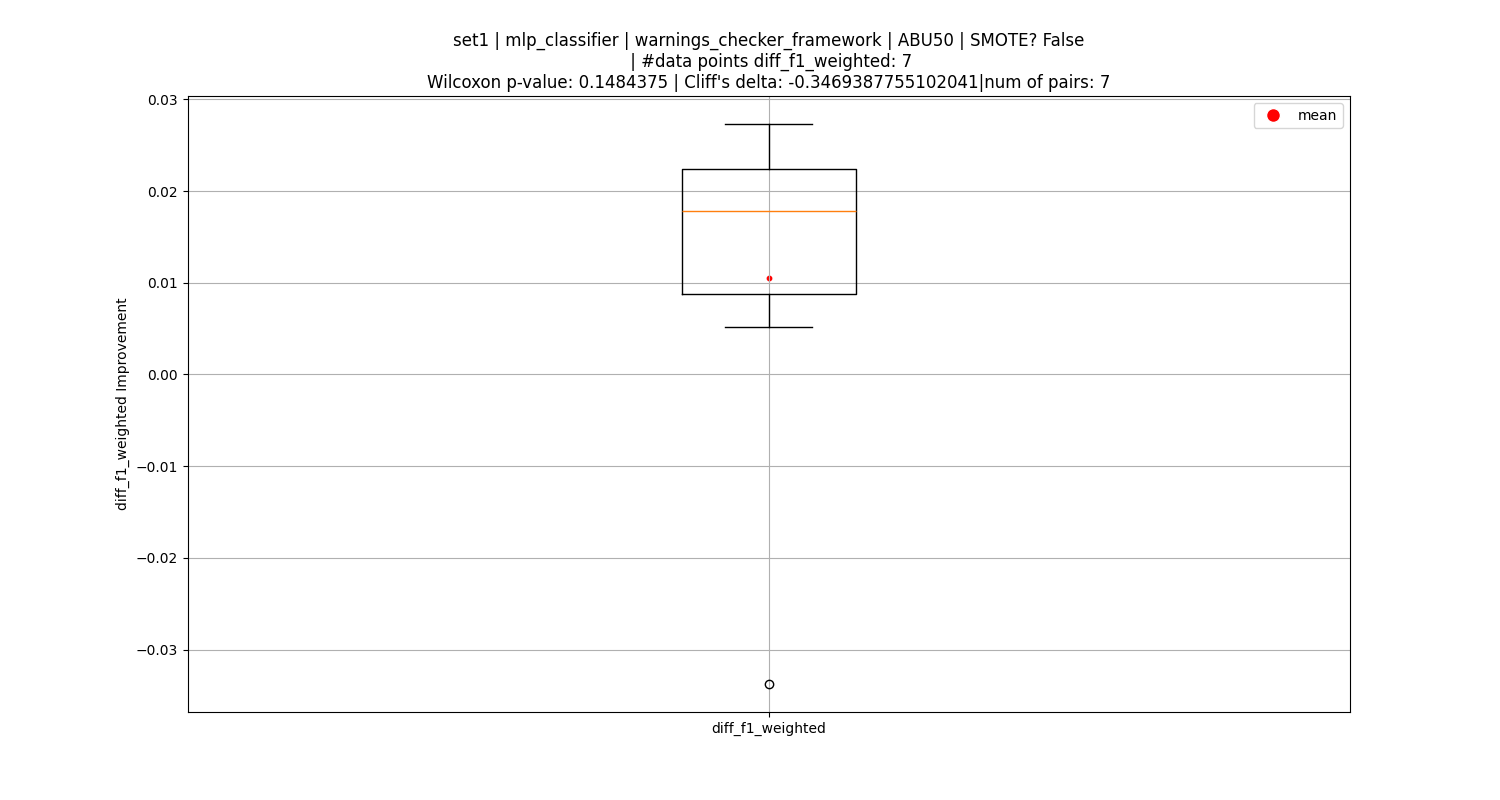 set1 | mlp_classifier | warnings_checker_framework | ABU50 | SMOTE? False
| #data points diff_f1_weighted: 7
Wilcoxon p-value: 0.1484375 | Cliff's delta: -0.3469387755102041|num of pairs: 7
mean
0.03
0.02
0.01
0.00
−0.01
−0.02
−0.03
diff_f1_weighted Improvement
diff_f1_weighted